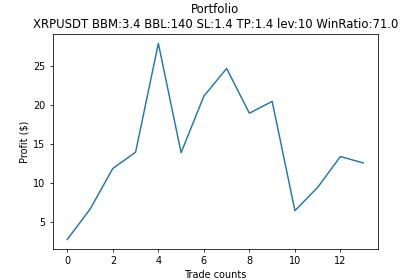 Portfolio
XRPUSDT BBM:3.4 BBL:140 SL:1.4 TP:1.4 lev:10 WinRatio:71.0
25
20
15
10
5
Profit ($)
0 2 4 6 8 10 12
Trade counts